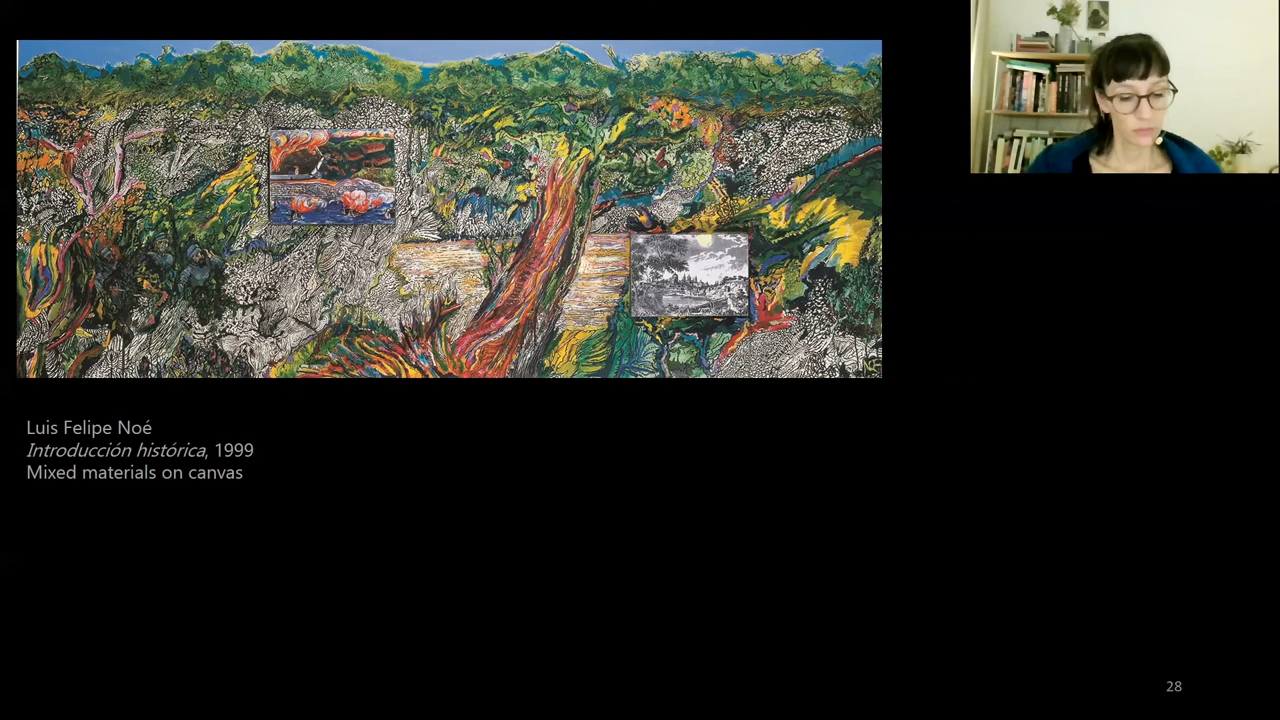 Luis Felipe Noé
Introducción histórica, 1999
Mixed materials on canvas
28